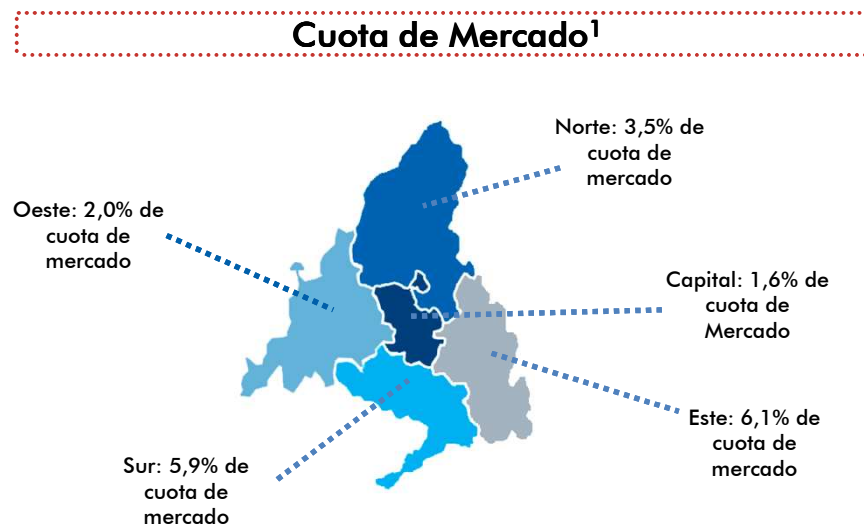 Cuota de Mercado¹
Norte: 3,5% de
cuota de
mercado
Oeste: 2,0% de
cuota de
mercado
Capital: 1,6% de
cuota de
Mercado
Este: 6,1% de
cuota de
mercado
Sur: 5,9% de
cuota de
mercado